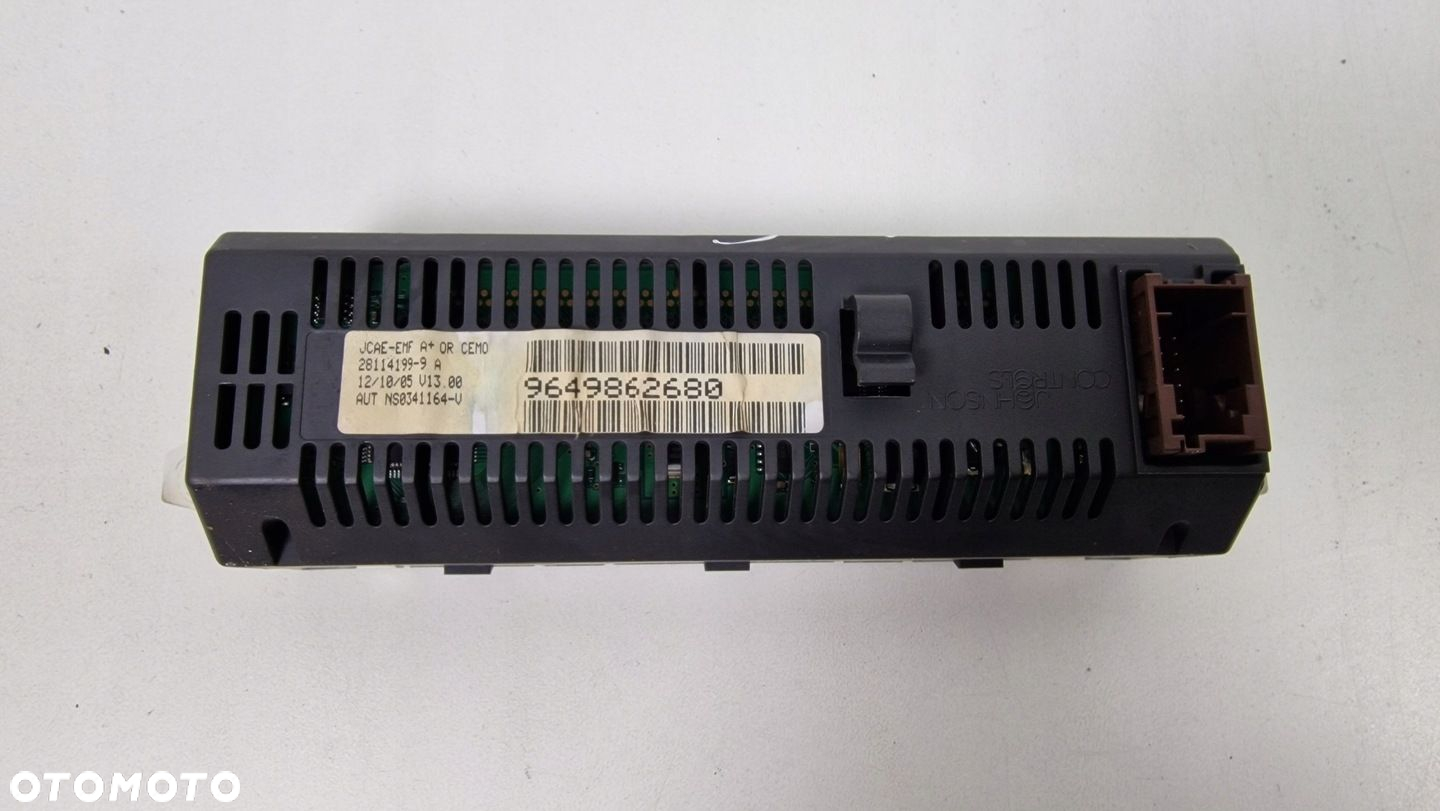 JCAE-EMF A+ OR CEMO
28114199-9 A
12/10/05 V13.00
AUT NS0341164-V
9649862680
JOHNSON
CONTROLS
OTOMOTO